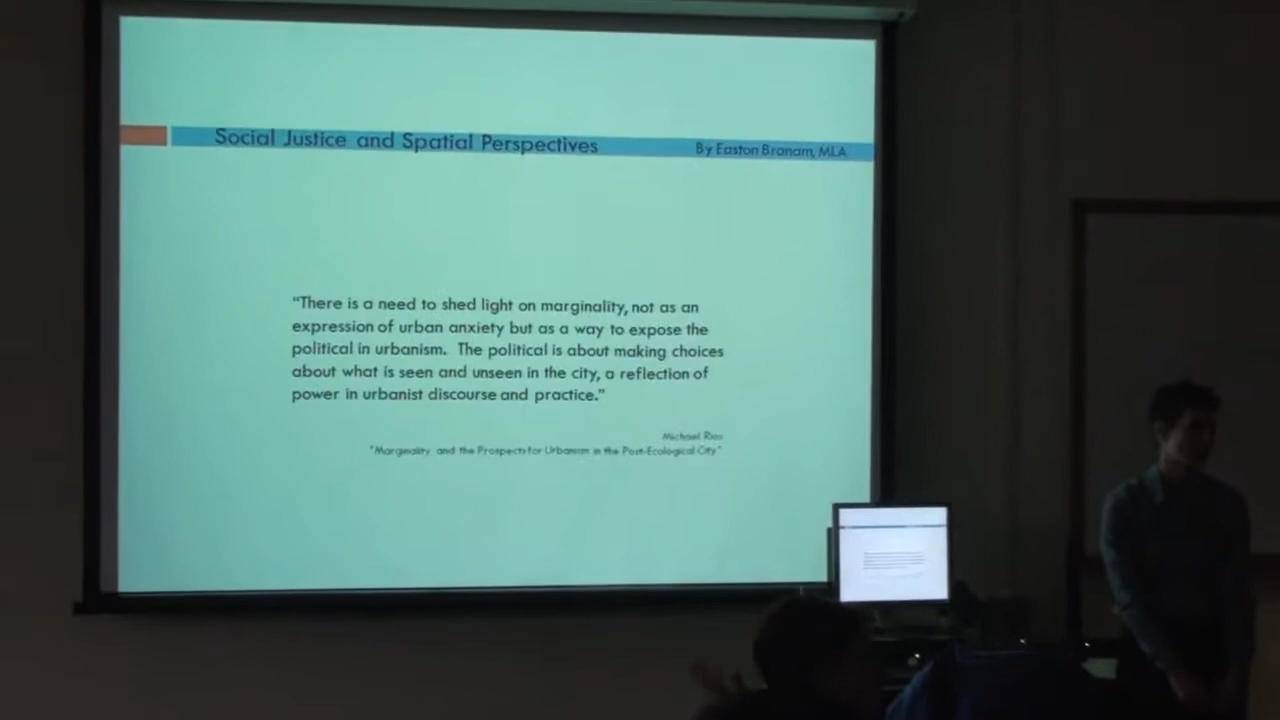 Social Justice and Spatial Perspectives
By Easton Branam, MLA
"There is a need to shed light on marginality, not as an
expression of urban anxiety but as a way to expose the
political in urbanism. The political is about making choices
about what is seen and unseen in the city, a reflection of
power in urbanist discourse and practice."
Michael Rios
"Marginality and the Prospects for Urbanism in the Post-Ecological City"